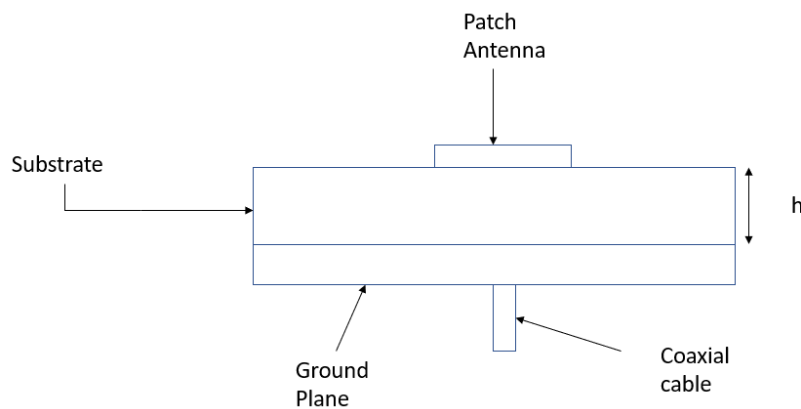 Patch
Antenna
Substrate
h
Ground
Plane
Coaxial
cable